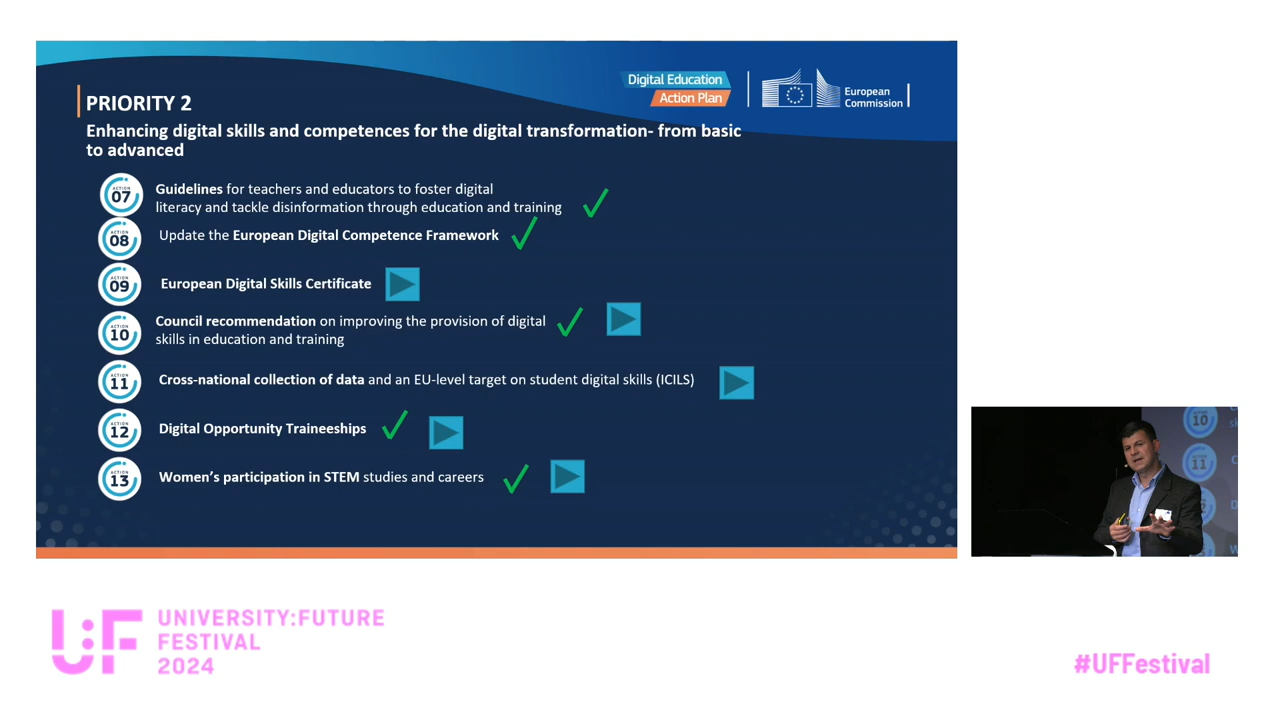 Digital Education
Action Plan
European
Commission
PRIORITY 2
Enhancing digital skills and competences for the digital transformation- from basic
to advanced
ACTION
07
Guidelines for teachers and educators to foster digital
literacy and tackle disinformation through education and training
ACTION
08
Update the European Digital Competence Framework
ACTION
09
European Digital Skills Certificate
ACTION
10
Council recommendation on improving the provision of digital
skills in education and training
ACTION
11
Cross-national collection of data and an EU-level target on student digital skills (ICILS)
ACTION
12
Digital Opportunity Traineeships
ACTION
13
Women's participation in STEM studies and careers
10
11
U:F
UNIVERSITY:FUTURE
FESTIVAL
2024
#UFFestival